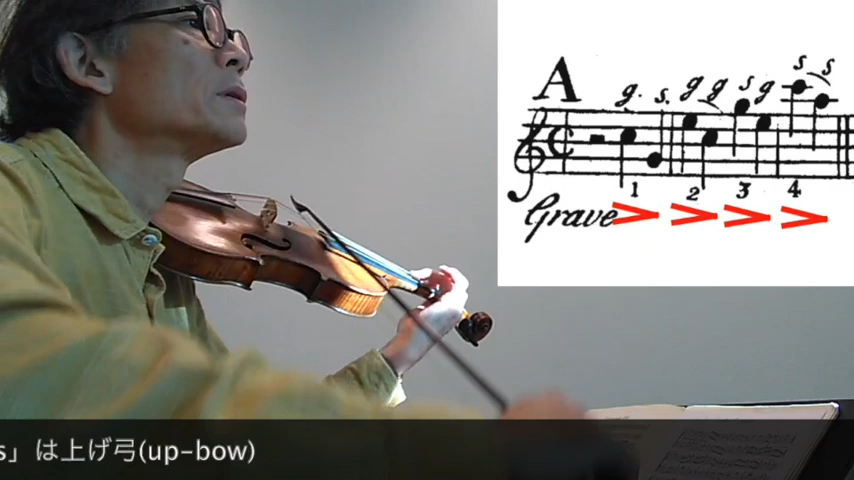 A
g. s. g g s g s s
1 2 3 4
Grave
s」は上げ弓(up-bow)